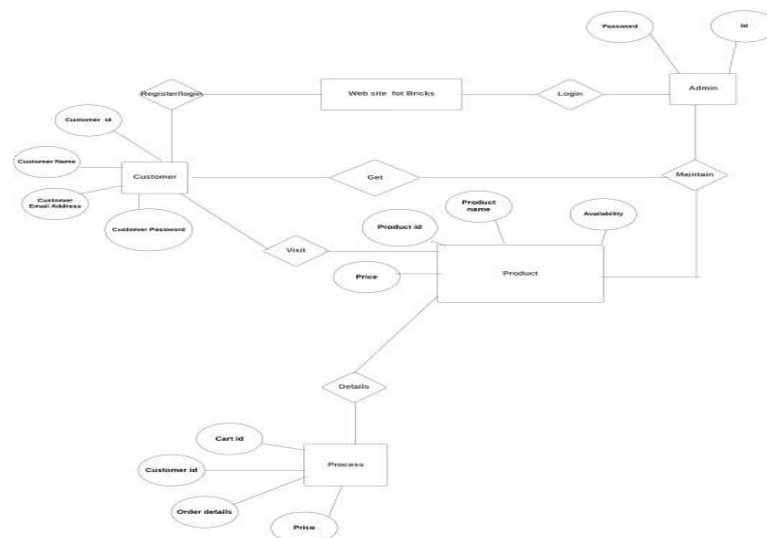 Password
Id
Register/login
Web site fot Bricks
Login
Admin
Customer id
Customer Name
Customer
Get
Maintain
Customer
Email Address
Customer Password
Product id
Product
name
Availability
Visit
Price
Product
Details
Cart id
Customer id
Process
Order details
Price